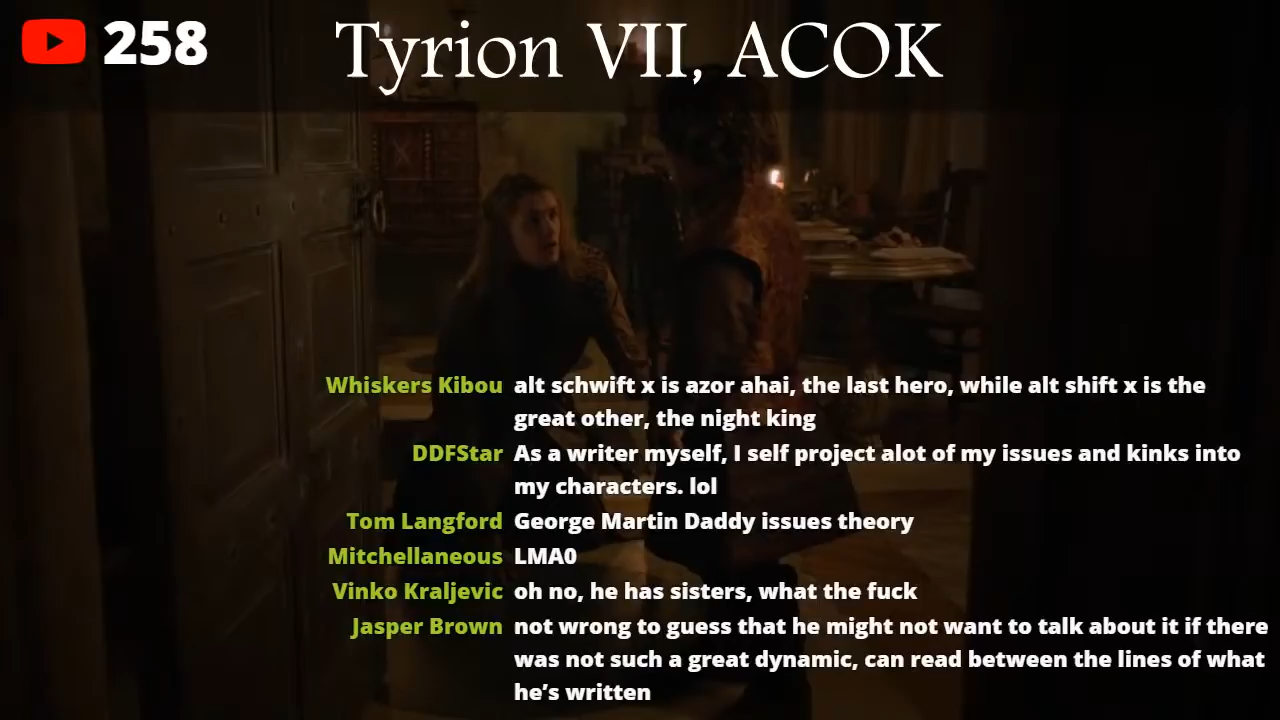 258
Tyrion VII, ACOK
Whiskers Kibou alt schwift x is azor ahai, the last hero, while alt shift x is the
great other, the night king
DDFStar As a writer myself, I self project alot of my issues and kinks into
my characters. lol
Tom Langford George Martin Daddy issues theory
Mitchellaneous LMA0
Vinko Kraljevic oh no, he has sisters, what the fuck
Jasper Brown not wrong to guess that he might not want to talk about it if there
was not such a great dynamic, can read between the lines of what
he’s written